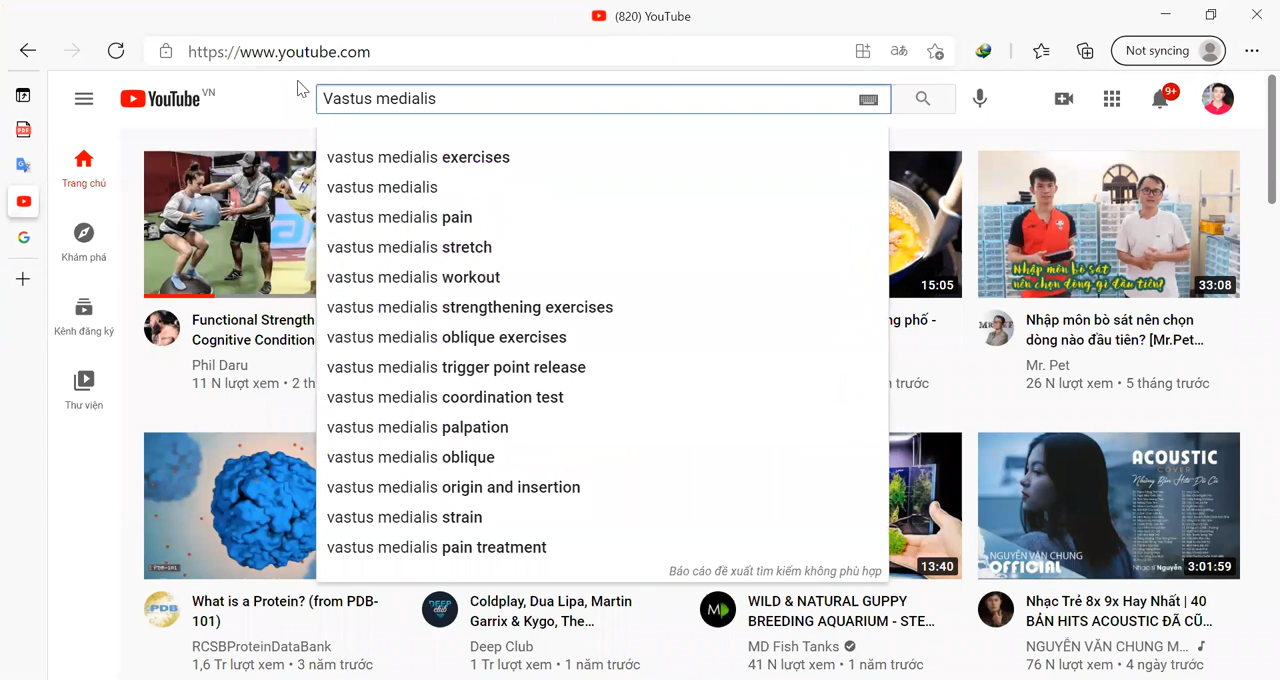 (820) YouTube
https://www.youtube.com
Not syncing
YouTube VN
Vastus medialis
9+
vastus medialis exercises
vastus medialis
vastus medialis pain
vastus medialis stretch
vastus medialis workout
vastus medialis strengthening exercises
vastus medialis oblique exercises
vastus medialis trigger point release
vastus medialis coordination test
vastus medialis palpation
vastus medialis oblique
vastus medialis origin and insertion
vastus medialis strain
vastus medialis pain treatment
Báo cáo đề xuất tìm kiếm không phù hợp
Trang chủ
Khám phá
Kênh đăng ký
Thư viện
Functional Strength
Cognitive Condition
Phil Daru
11 N lượt xem • 2 th
15:05
ng phố -
trước
Nhập môn bò sát
nên chọn dòng gì đầu tiên?
33:08
Nhập môn bò sát nên chọn
dòng nào đầu tiên? [Mr.Pet...
Mr. Pet
26 N lượt xem • 5 tháng trước
PDB-101
What is a Protein? (from PDB-
101)
RCSBProteinDataBank
1,6 Tr lượt xem • 3 năm trước
Coldplay, Dua Lipa, Martin
Garrix & Kygo, The...
Deep Club
1 Tr lượt xem • 1 năm trước
13:40
WILD & NATURAL GUPPY
BREEDING AQUARIUM - STE...
MD Fish Tanks
41 N lượt xem • 1 năm trước
ACOUSTIC
COVER
Những Bản Hits Để Đời
NGUYỄN VĂN CHUNG
OFFICIAL
3:01:59
Nhạc Trẻ 8x 9x Hay Nhất | 40
BẢN HITS ACOUSTIC ĐÃ CŨ...
NGUYỄN VĂN CHUNG M...
76 N lượt xem • 4 ngày trước